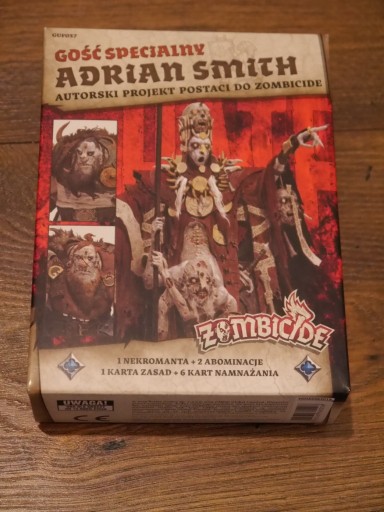 GOŚĆ SPECJALNY
ADRIAN SMITH
AUTORSKI PROJEKT POSTACI DO ZOMBICIDE
ZOMBICIDE
1 NEKROMANTA + 2 ABOMINACJE
1 KARTA ZASAD + 6 KART NAMNAŻANIA
UWAGA!
CE